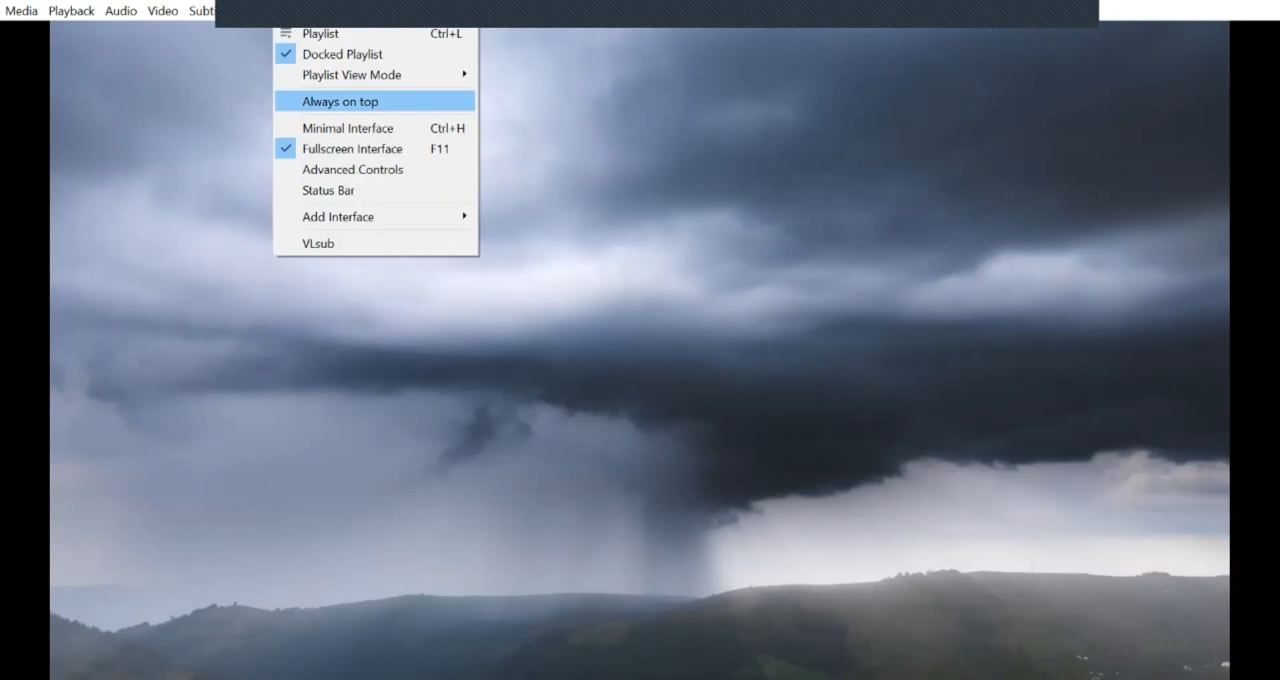 Media Playback Audio Video Subt
Playlist Ctrl+L
Docked Playlist
Playlist View Mode
Always on top
Minimal Interface Ctrl+H
Fullscreen Interface F11
Advanced Controls
Status Bar
Add Interface
VLsub